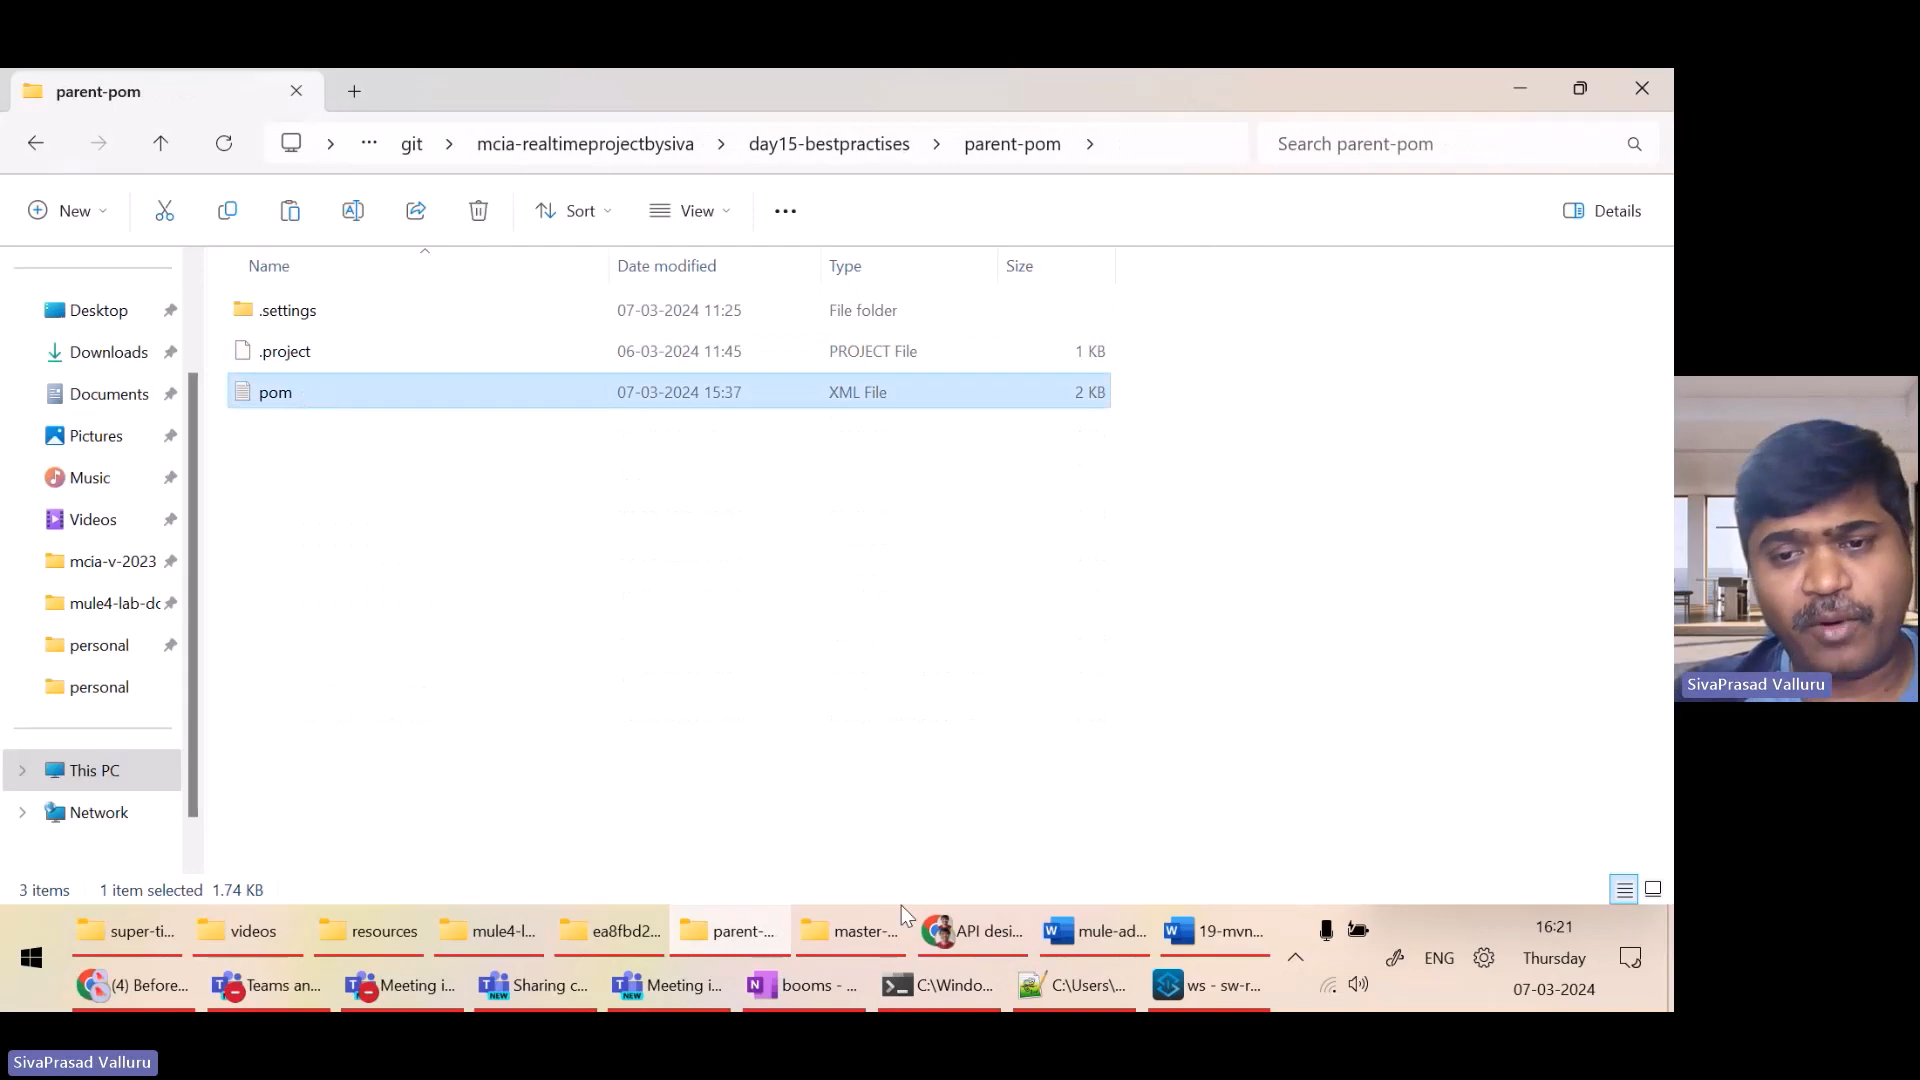 parent-pom
git
mcia-realtimeprojectbysiva
day15-bestpractises
parent-pom
Search parent-pom
New
Sort
View
Details
Name
Date modified
Type
Size
.settings
07-03-2024 11:25
File folder
.project
06-03-2024 11:45
PROJECT File
1 KB
pom
07-03-2024 15:37
XML File
2 KB
Desktop
Downloads
Documents
Pictures
Music
Videos
mcia-v-2023
mule4-lab-dc
personal
personal
This PC
Network
3 items
1 item selected 1.74 KB
super-ti...
videos
resources
mule4-l...
ea8fbd2...
parent-...
master-...
API desi...
mule-ad...
19-mvn...
(4) Before...
Teams an...
Meeting i...
Sharing c...
Meeting i...
booms - ...
C:\Windo...
C:\Users\...
ws - sw-r...
ENG
16:21
Thursday
07-03-2024
SivaPrasad Valluru
SivaPrasad Valluru